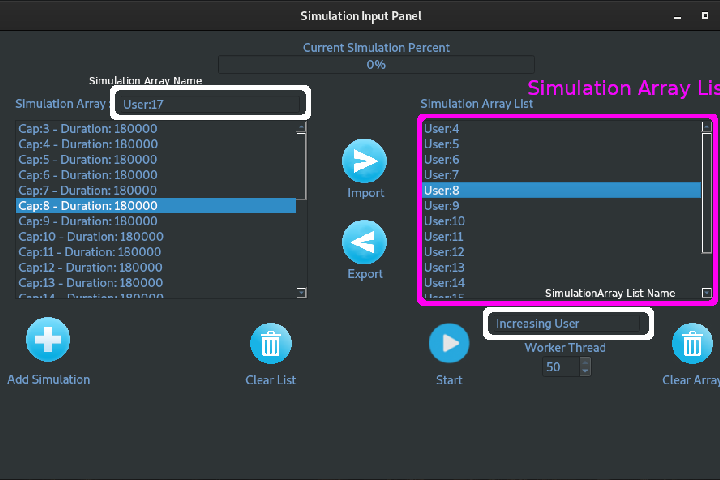 Simulation Input Panel
Current Simulation Percent
0%
Simulation Array Name
Simulation Array Lis
Simulation Array: User:17
Simulation Array List
Cap:3 - Duration: 180000
Cap:4 - Duration: 180000
Cap:5 - Duration: 180000
Cap:6 - Duration: 180000
Cap:7 - Duration: 180000
Cap:8 - Duration: 180000
Cap:9 - Duration: 180000
Cap:10 - Duration: 180000
Cap:11 - Duration: 180000
Cap:12 - Duration: 180000
Cap:13 - Duration: 180000
Cap:14 - Duration: 180000
Import
Export
User:4
User:5
User:6
User:7
User:8
User:9
User:10
User:11
User:12
User:13
User:14
User:15
SimulationArray List Name
Increasing User
Worker Thread
50
Add Simulation
Clear List
Start
Clear Array